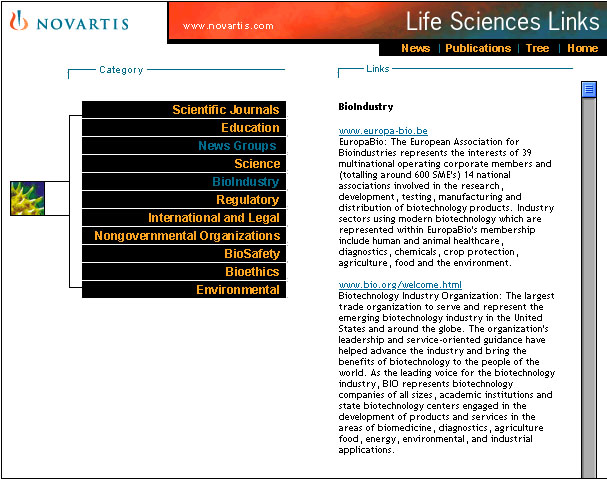 NOVARTIS
www.novartis.com
Life Sciences Links
News | Publications | Tree | Home
Category
Scientific Journals
Education
News Groups
Science
BioIndustry
Regulatory
International and Legal
Nongovernmental Organizations
BioSafety
Bioethics
Environmental
Links
BioIndustry
www.europa-bio.be
EuropaBio: The European Association for
Bioindustries represents the interests of 39
multinational operating corporate members and
(totalling around 600 SME's) 14 national
associations involved in the research,
development, testing, manufacturing and
distribution of biotechnology products. Industry
sectors using modern biotechnology which are
represented within EuropaBio's membership
include human and animal healthcare,
diagnostics, chemicals, crop protection,
agriculture, food and the environment.
www.bio.org/welcome.html
Biotechnology Industry Organization: The largest
trade organization to serve and represent the
emerging biotechnology industry in the United
States and around the globe. The organization's
leadership and service-oriented guidance have
helped advance the industry and bring the
benefits of biotechnology to the people of the
world. As the leading voice for the biotechnology
industry, BIO represents biotechnology
companies of all sizes, academic institutions and
state biotechnology centers engaged in the
development of products and services in the
areas of biomedicine, diagnostics, agriculture
food, energy, environmental, and industrial
applications.